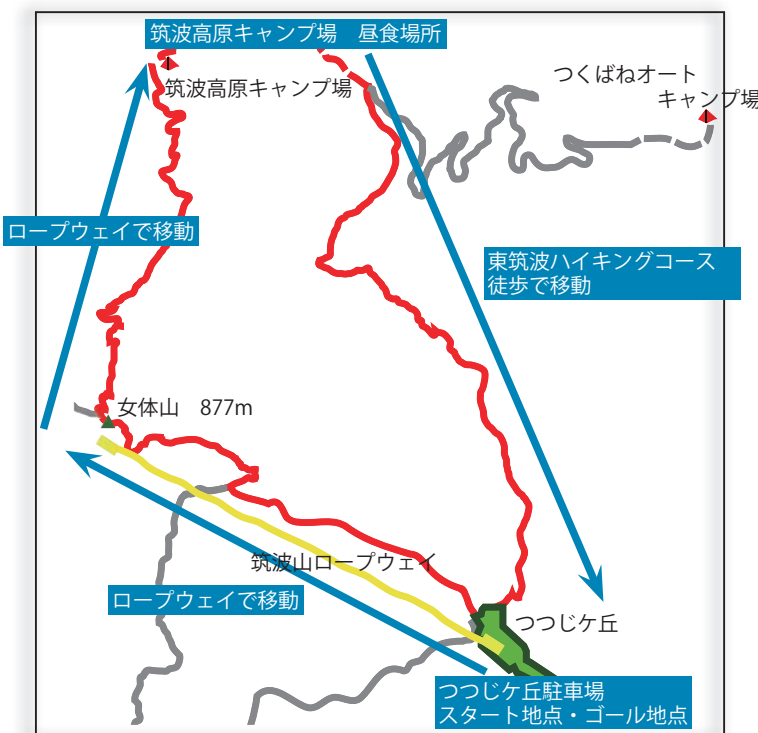 筑波高原キャンプ場　昼食場所
筑波高原キャンプ場
つくばねオート
キャンプ場
ロープウェイで移動
東筑波ハイキングコース
徒歩で移動
女体山　877m
筑波山ロープウェイ
ロープウェイで移動
つつじケ丘
つつじケ丘駐車場
スタート地点・ゴール地点